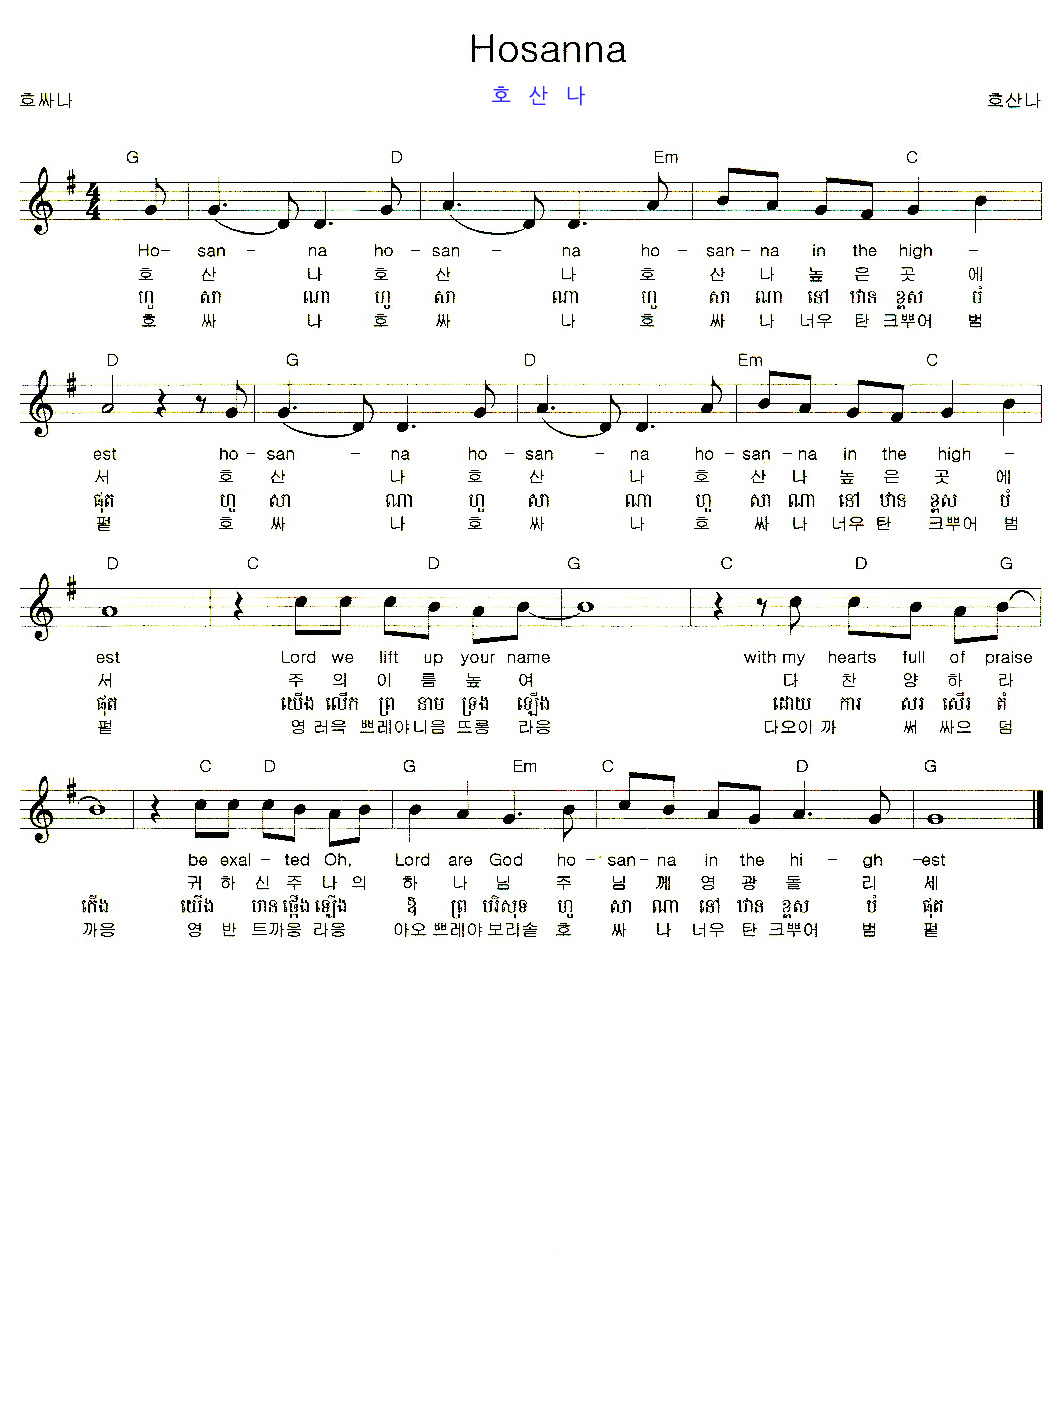 Hosanna
호싸나 호 산 나 호산나
G D Em C
4/4
Ho- san - na ho- san - na ho- san-na in the high -
호 산 나 호 산 나 호 산 나 높 은 곳 에
ហូ សា ណា ហូ សា ណា ហូ សា ណា នៅ ឋាន ខ្ពស បំ
호 싸 나 호 싸 나 호 싸 나 너우 탄 크뿌어 범
D G D Em C
est ho-san - na ho-san - na ho-san-na in the high -
서 호 산 나 호 산 나 호 산 나 높 은 곳 에
ផុត ហូ សា ណា ហូ សា ណា ហូ សា ណា នៅ ឋាន ខ្ពស បំ
펃 호 싸 나 호 싸 나 호 싸 나 너우 탄 크뿌어 범
D C D G C D G
est Lord we lift up your name with my hearts full of praise
서 주 의 이 름 높 여 다 찬 양 하 라
ផុត យើង លើក ព្រ នាម ទ្រង ឡើង ដោយ ការ សរ សើរ តំ
펃 영 러윽 쁘레야 니음 뜨롱 라응 다오이 까 써 싸으 덤
C D G Em C D G
be exal-ted Oh, Lord are God ho-san-na in the hi - gh -est
귀 하 신 주 나 의 하 나 님 주 님 께 영 광 돌 리 세
កើង យើង មាន ផ្កើង ឡើង ឱ ព្រ បរិសុទ ហូ សា ណា នៅ ឋាន ខ្ពស បំ ផុត
까응 영 반 트까응 라응 아오 쁘레야 보리솔 호 싸 나 너우 탄 크뿌어 범 펃